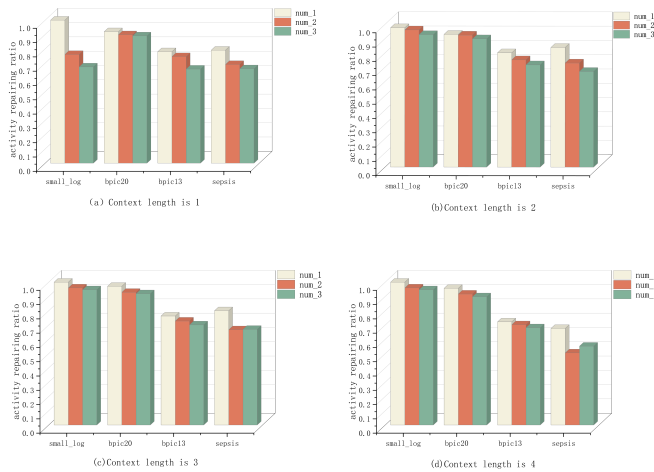 num_1
num_2
num_3
activity repairing ratio
1.0
0.9
0.8
0.7
0.6
0.5
0.4
0.3
0.2
0.1
0.0
small_log bpic20 bpic13 sepsis
(a) Context length is 1
num_1
num_2
num_3
activity repairing ratio
1.0
0.9
0.8
0.7
0.6
0.5
0.4
0.3
0.2
0.1
0.0
small_log bpic20 bpic13 sepsis
(b)Context length is 2
num_1
num_2
num_3
activity repairing ratio
1.0
0.9
0.8
0.7
0.6
0.5
0.4
0.3
0.2
0.1
0.0
small_log bpic20 bpic13 sepsis
(c)Context length is 3
num_
num_
num_
activity repairing ratio
1.0
0.9
0.8
0.7
0.6
0.5
0.4
0.3
0.2
0.1
0.0
small_log bpic20 bpic13 sepsis
(d)Context length is 4